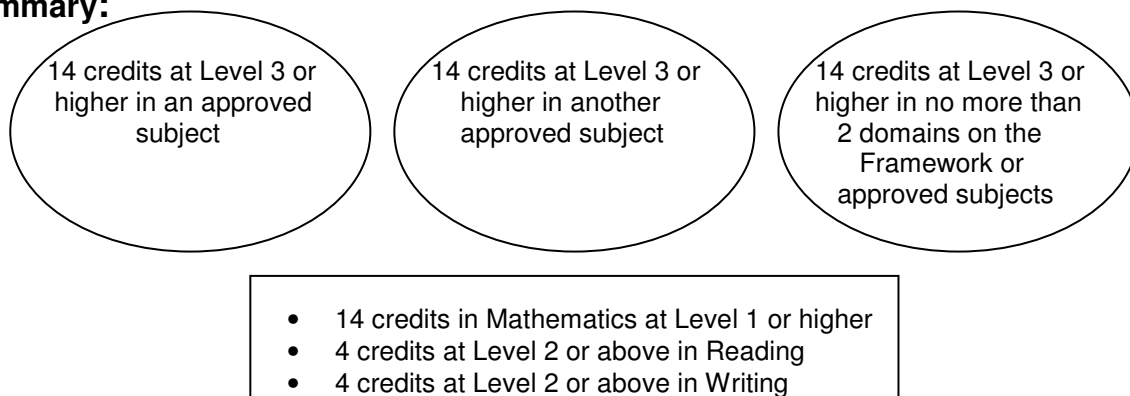 mmary:
14 credits at Level 3 or
higher in an approved
subject
14 credits at Level 3 or
higher in another
approved subject
14 credits at Level 3 or
higher in no more than
2 domains on the
Framework or
approved subjects
• 14 credits in Mathematics at Level 1 or higher
• 4 credits at Level 2 or above in Reading
• 4 credits at Level 2 or above in Writing